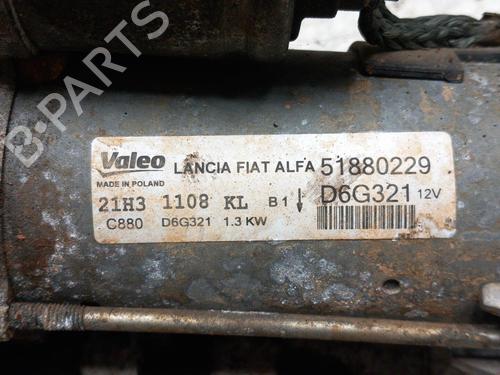 B-PARTS
Valeo LANCIA FIAT ALFA 51880229
MADE IN POLAND D6G321 12V
21H3 1108 KL B1↓
C880 D6G321 1.3 KW